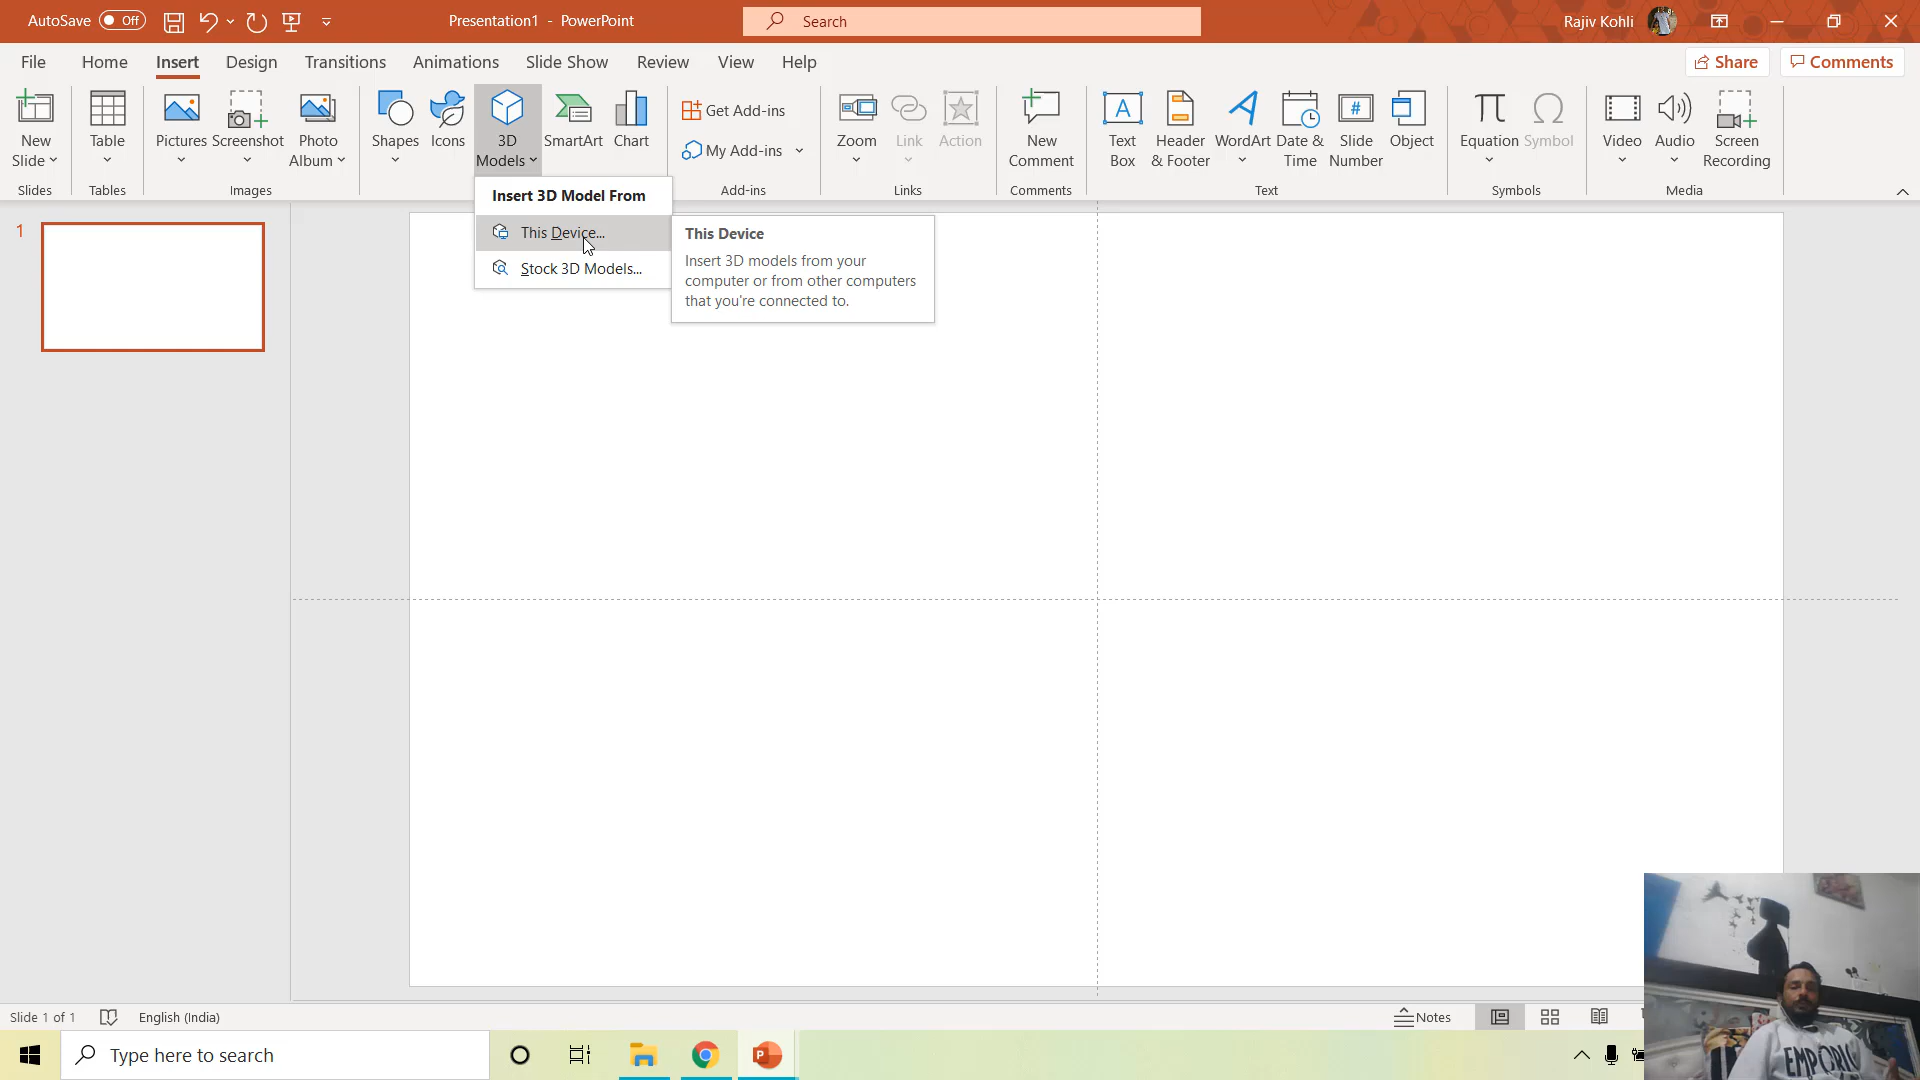 AutoSave Off
Presentation1 - PowerPoint
Search
Rajiv Kohli
File Home Insert Design Transitions Animations Slide Show Review View Help
Share Comments
New Slide
Slides
Table
Tables
Pictures
Screenshot
Photo Album
Images
Shapes
Icons
3D Models
SmartArt
Chart
Get Add-ins
My Add-ins
Add-ins
Zoom
Link
Action
Links
New Comment
Comments
A
Text Box
Header & Footer
WordArt
Date & Time
#
Slide Number
Object
Text
Equation
Symbol
Symbols
Video
Audio
Screen Recording
Media
Insert 3D Model From
This Device...
Stock 3D Models...
This Device
Insert 3D models from your
computer or from other computers
that you're connected to.
1
Slide 1 of 1
English (India)
Notes
Type here to search
P